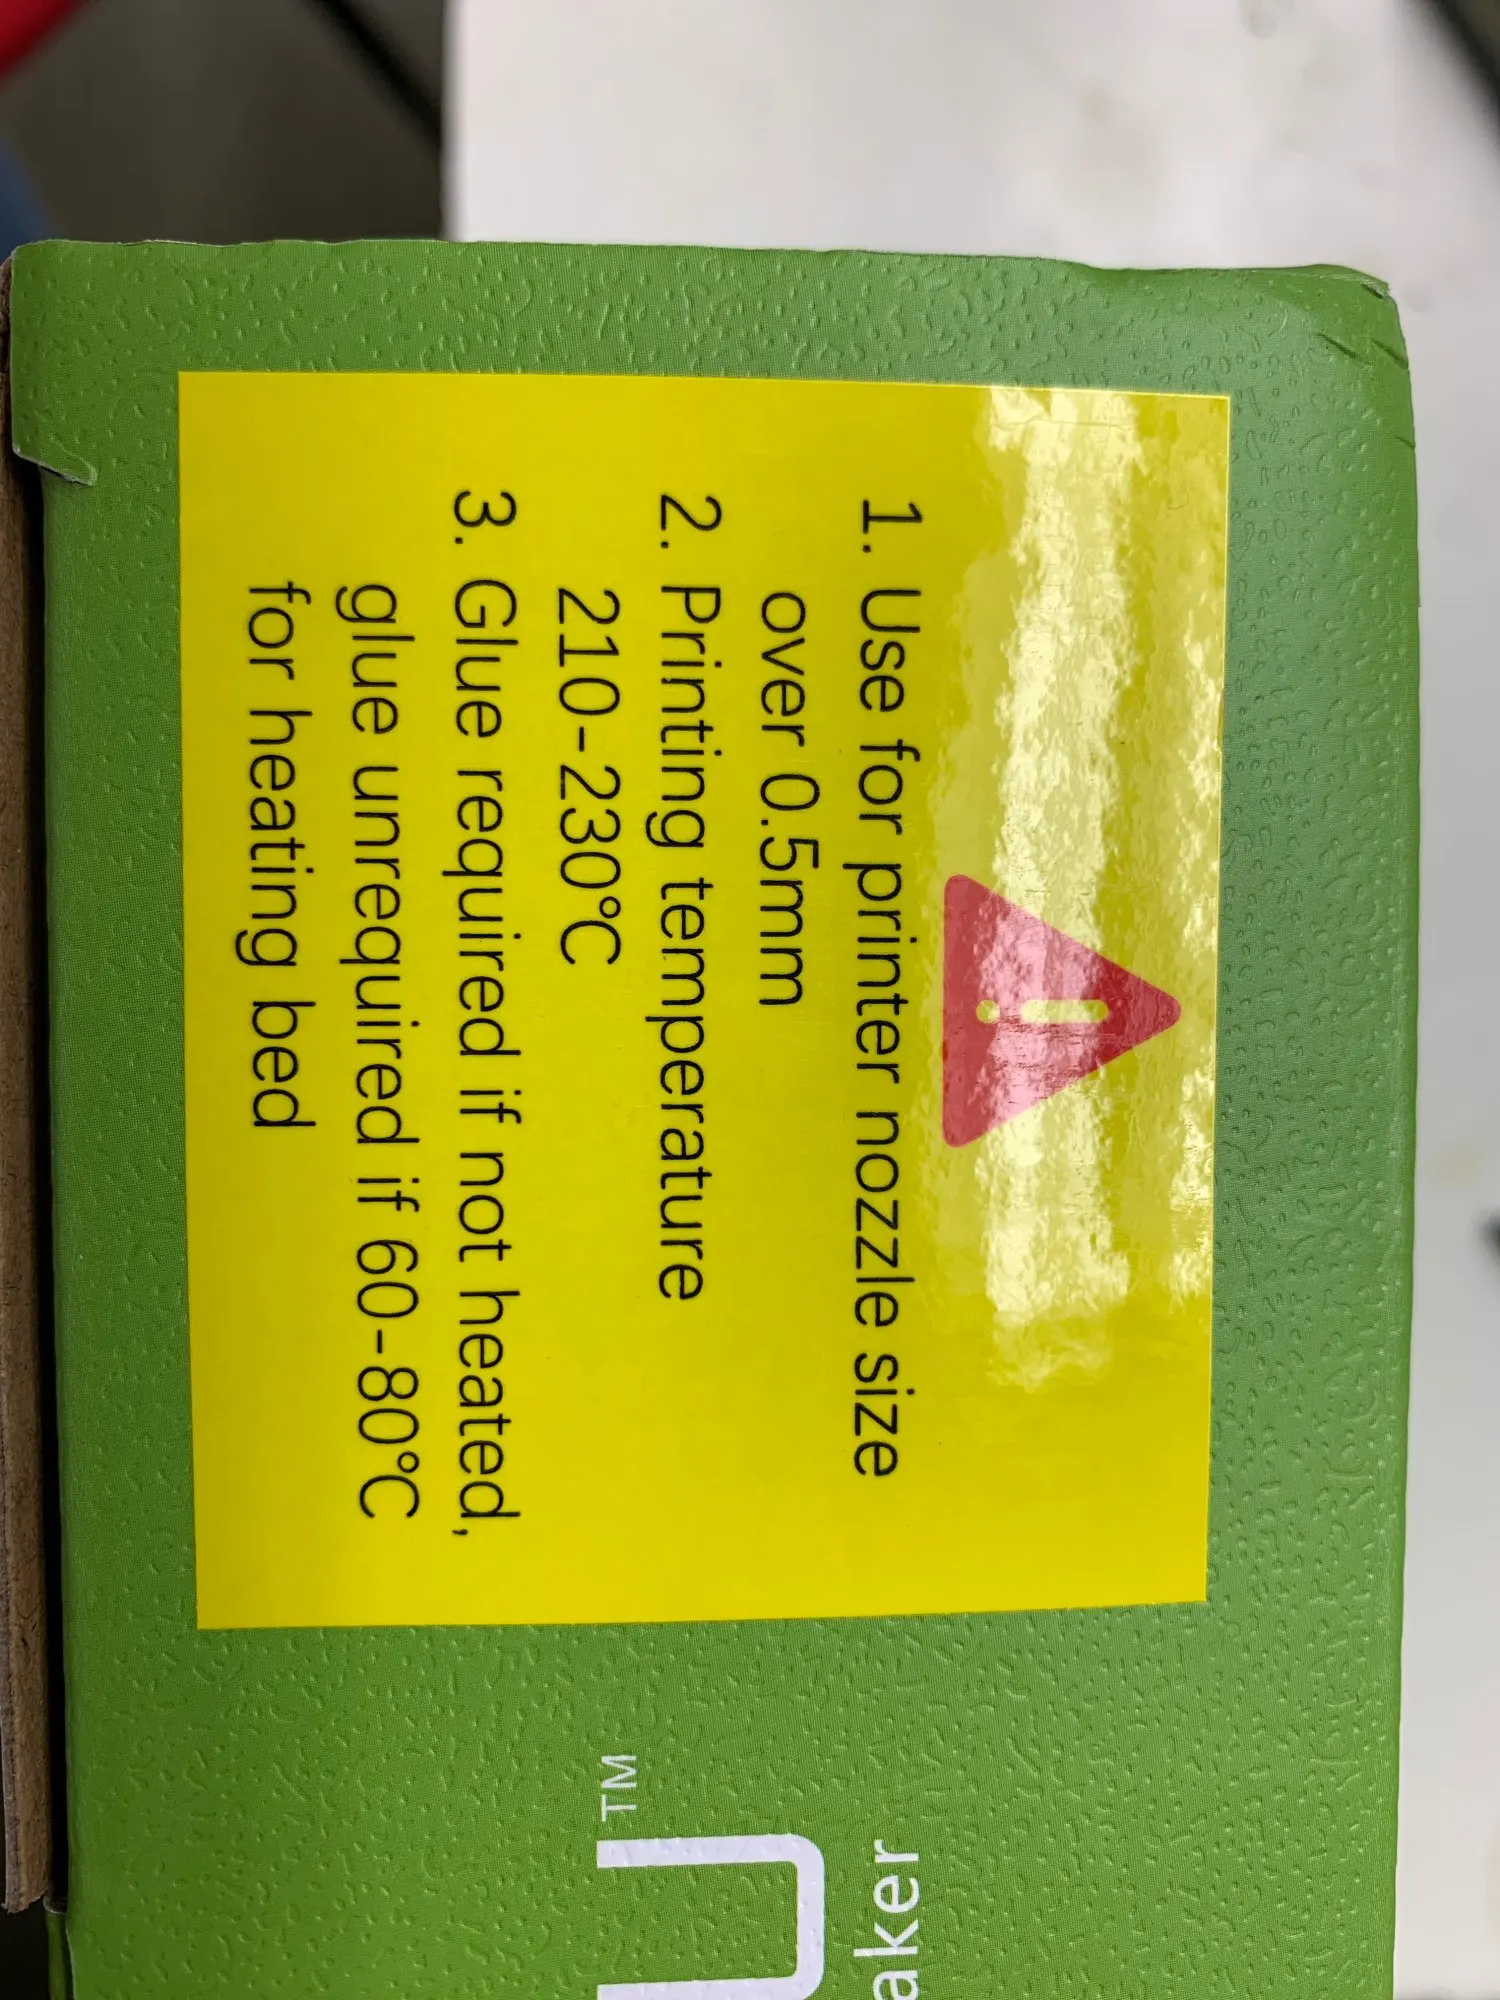 1. Use for printer nozzle size
over 0.5mm
2. Printing temperature
210-230℃
3. Glue required if not heated,
glue unrequired if 60-80℃
for heating bed
TM
aker